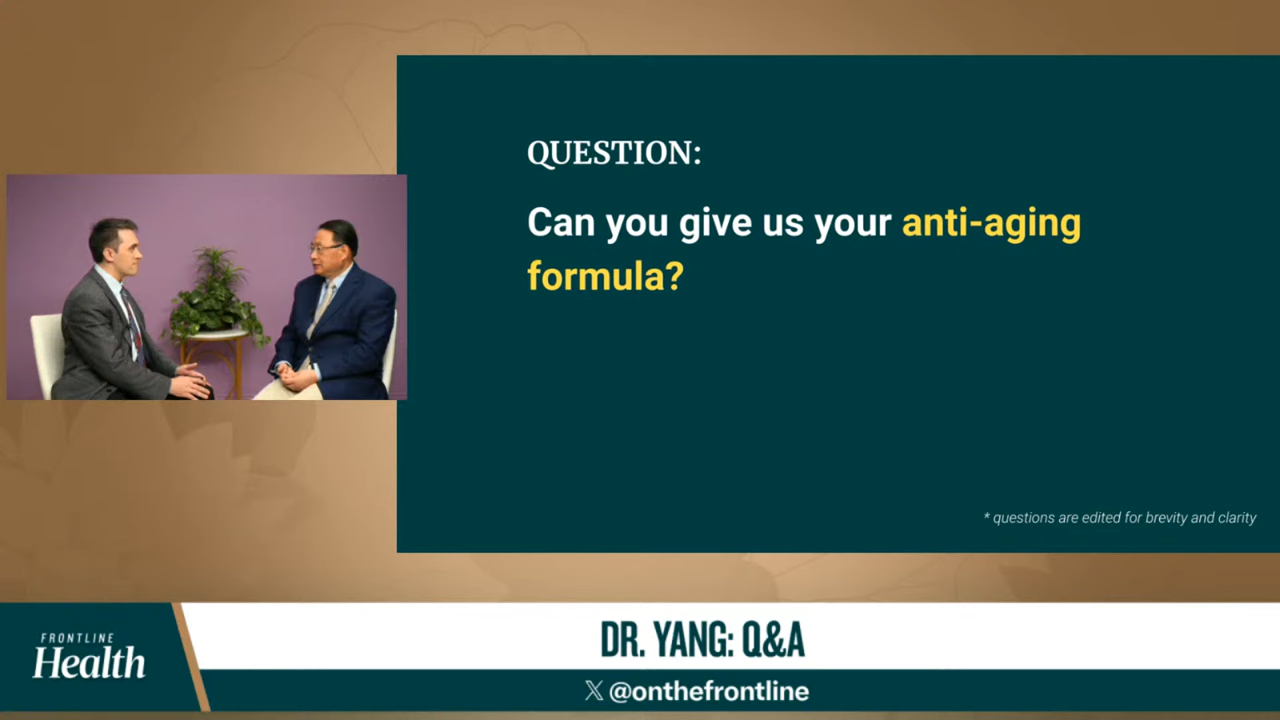 QUESTION:
Can you give us your anti-aging
formula?
* questions are edited for brevity and clarity
FRONTLINE
Health
DR. YANG: Q&A
𝕏 @onthefrontline